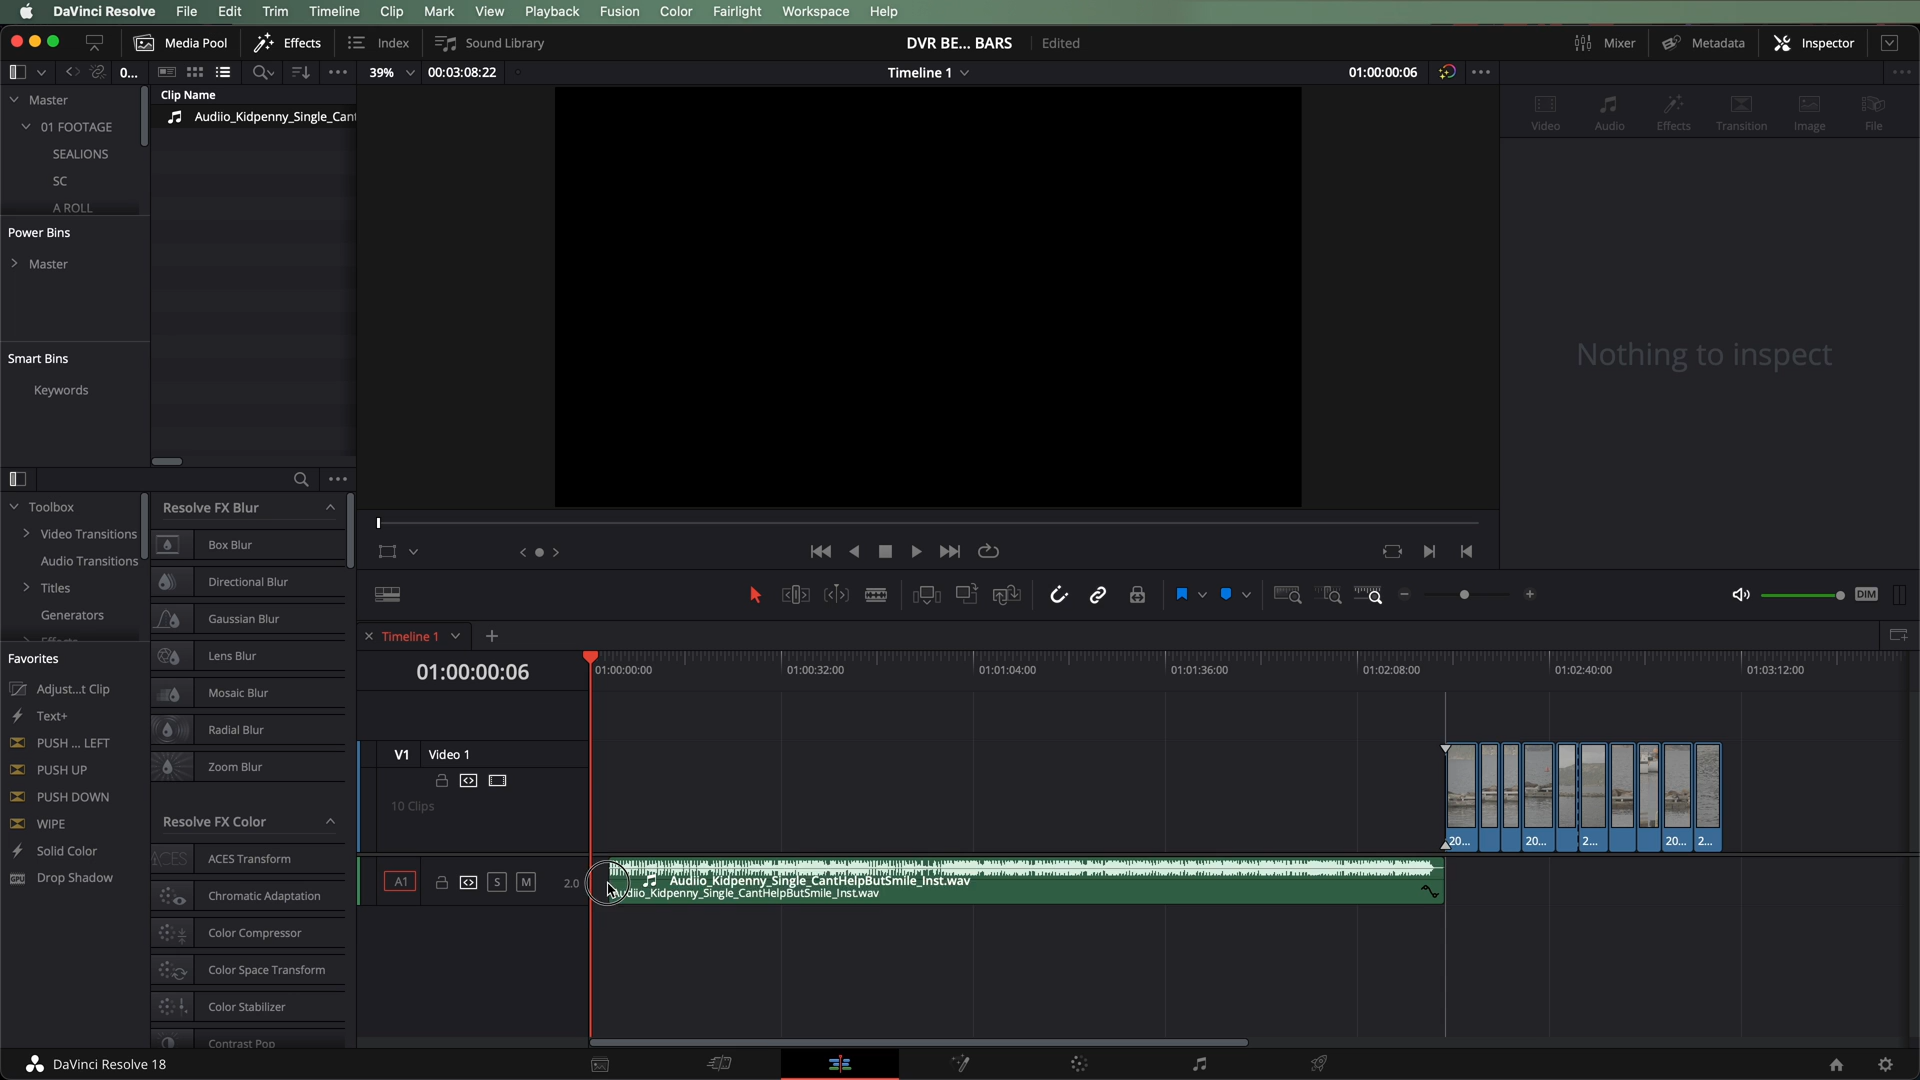 DaVinci Resolve File Edit Trim Timeline Clip Mark View Playback Fusion Color Fairlight Workspace Help
Media Pool Effects Index Sound Library DVR BE... BARS Edited Mixer Metadata Inspector
0... 39% 00:03:08:22 Timeline 1 01:00:00:06
Master
01 FOOTAGE
SEALIONS
SC
A ROLL
Power Bins
Master
Smart Bins
Keywords
Clip Name
Audiio_Kidpenny_Single_Cant
Video Audio Effects Transition Image File
Nothing to inspect
Toolbox
Video Transitions
Audio Transitions
Titles
Generators
Effects
Favorites
Adjust...t Clip
Text+
PUSH ... LEFT
PUSH UP
PUSH DOWN
WIPE
Solid Color
GPU Drop Shadow
Resolve FX Blur
Box Blur
Directional Blur
Gaussian Blur
Lens Blur
Mosaic Blur
Radial Blur
Zoom Blur
Resolve FX Color
ACES ACES Transform
Chromatic Adaptation
Color Compressor
Color Space Transform
Color Stabilizer
Contrast Pop
DIM
Timeline 1
01:00:00:06
01:00:00:00 01:00:32:00 01:01:04:00 01:01:36:00 01:02:08:00 01:02:40:00 01:03:12:00
V1 Video 1
10 Clips
20... 20... 2... 20... 2...
A1 S M 2.0
Audiio_Kidpenny_Single_CantHelpButSmile_Inst.wav
Audiio_Kidpenny_Single_CantHelpButSmile_Inst.wav
DaVinci Resolve 18